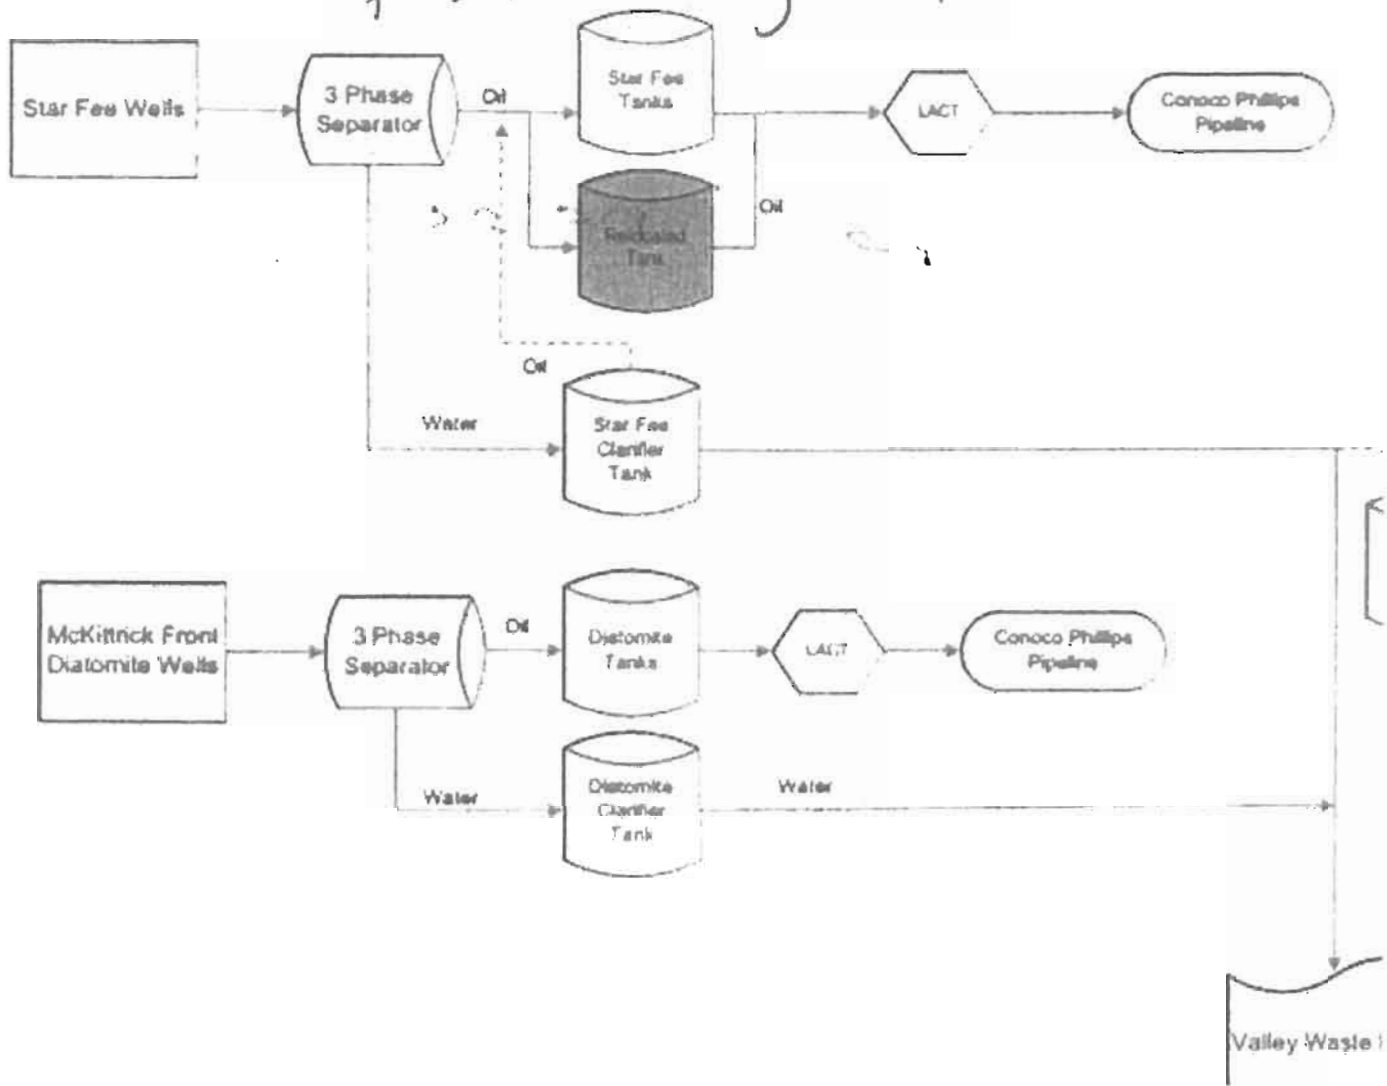 Star Fee Wells
3 Phase
Separator
Oil
Star Fee
Tanks
LACT
Conoco Phillips
Pipeline
Relocated
Tank
Oil
Oil
Water
Star Fee
Clarifier
Tank
McKittrick Front
Diatomite Wells
3 Phase
Separator
Oil
Diatomite
Tanks
LACT
Conoco Phillips
Pipeline
Water
Diatomite
Clarifier
Tank
Water
Valley Waste